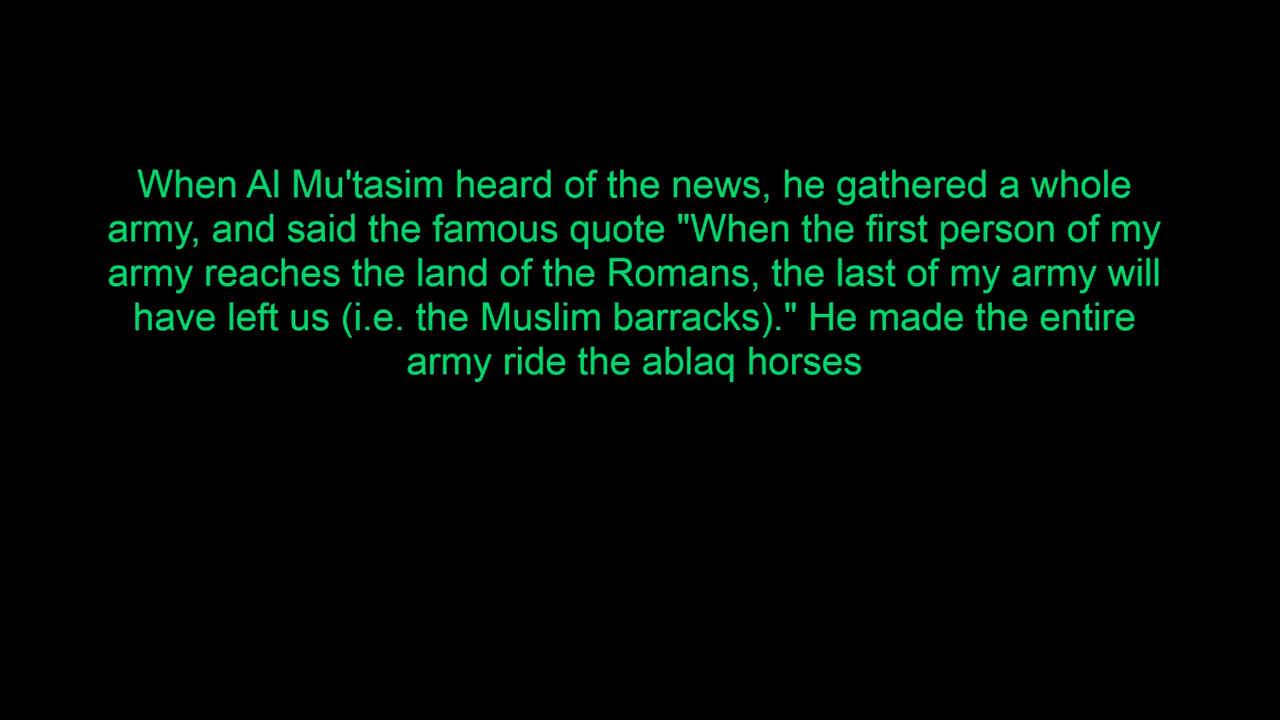 When Al Mu'tasim heard of the news, he gathered a whole
army, and said the famous quote "When the first person of my
army reaches the land of the Romans, the last of my army will
have left us (i.e. the Muslim barracks)." He made the entire
army ride the ablaq horses